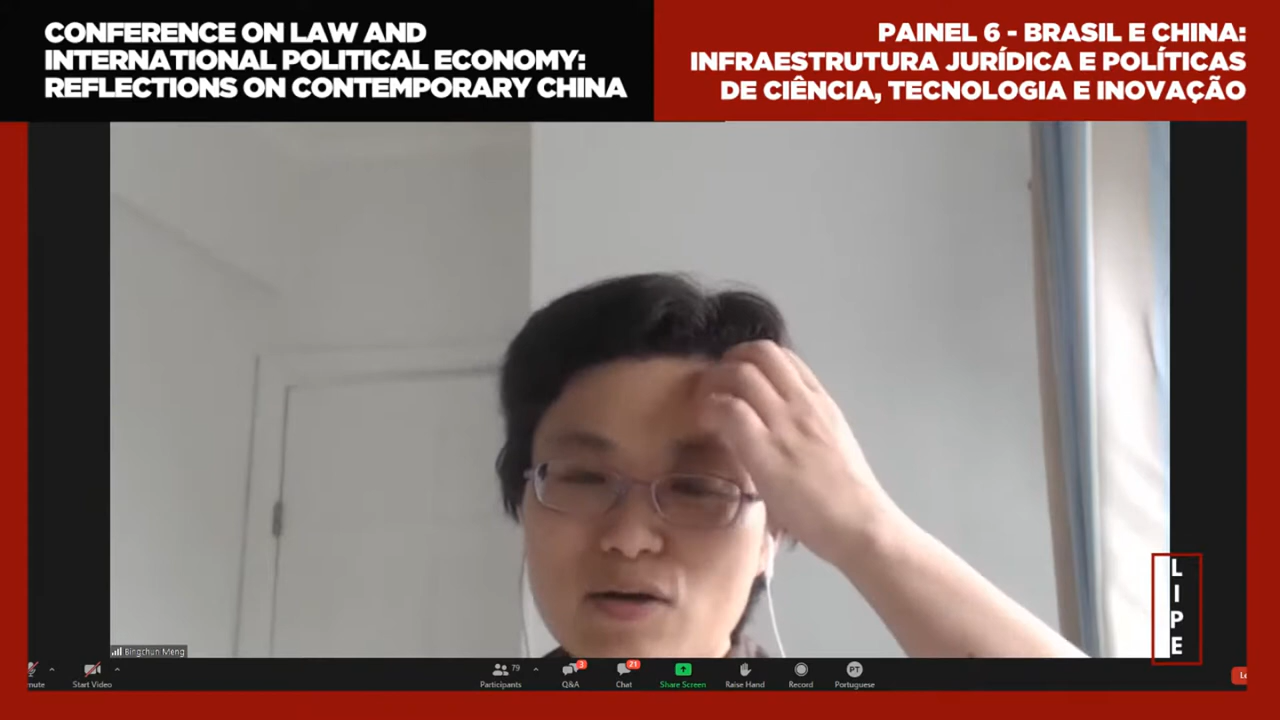 CONFERENCE ON LAW AND
INTERNATIONAL POLITICAL ECONOMY:
REFLECTIONS ON CONTEMPORARY CHINA
PAINEL 6 - BRASIL E CHINA:
INFRAESTRUTURA JURÍDICA E POLÍTICAS
DE CIÊNCIA, TECNOLOGIA E INOVAÇÃO
L
I
P
E
Bingchun Meng
79
3
21
PT
mute
Start Video
Participants
Q&A
Chat
Share Screen
Raise Hand
Record
Portuguese
Le